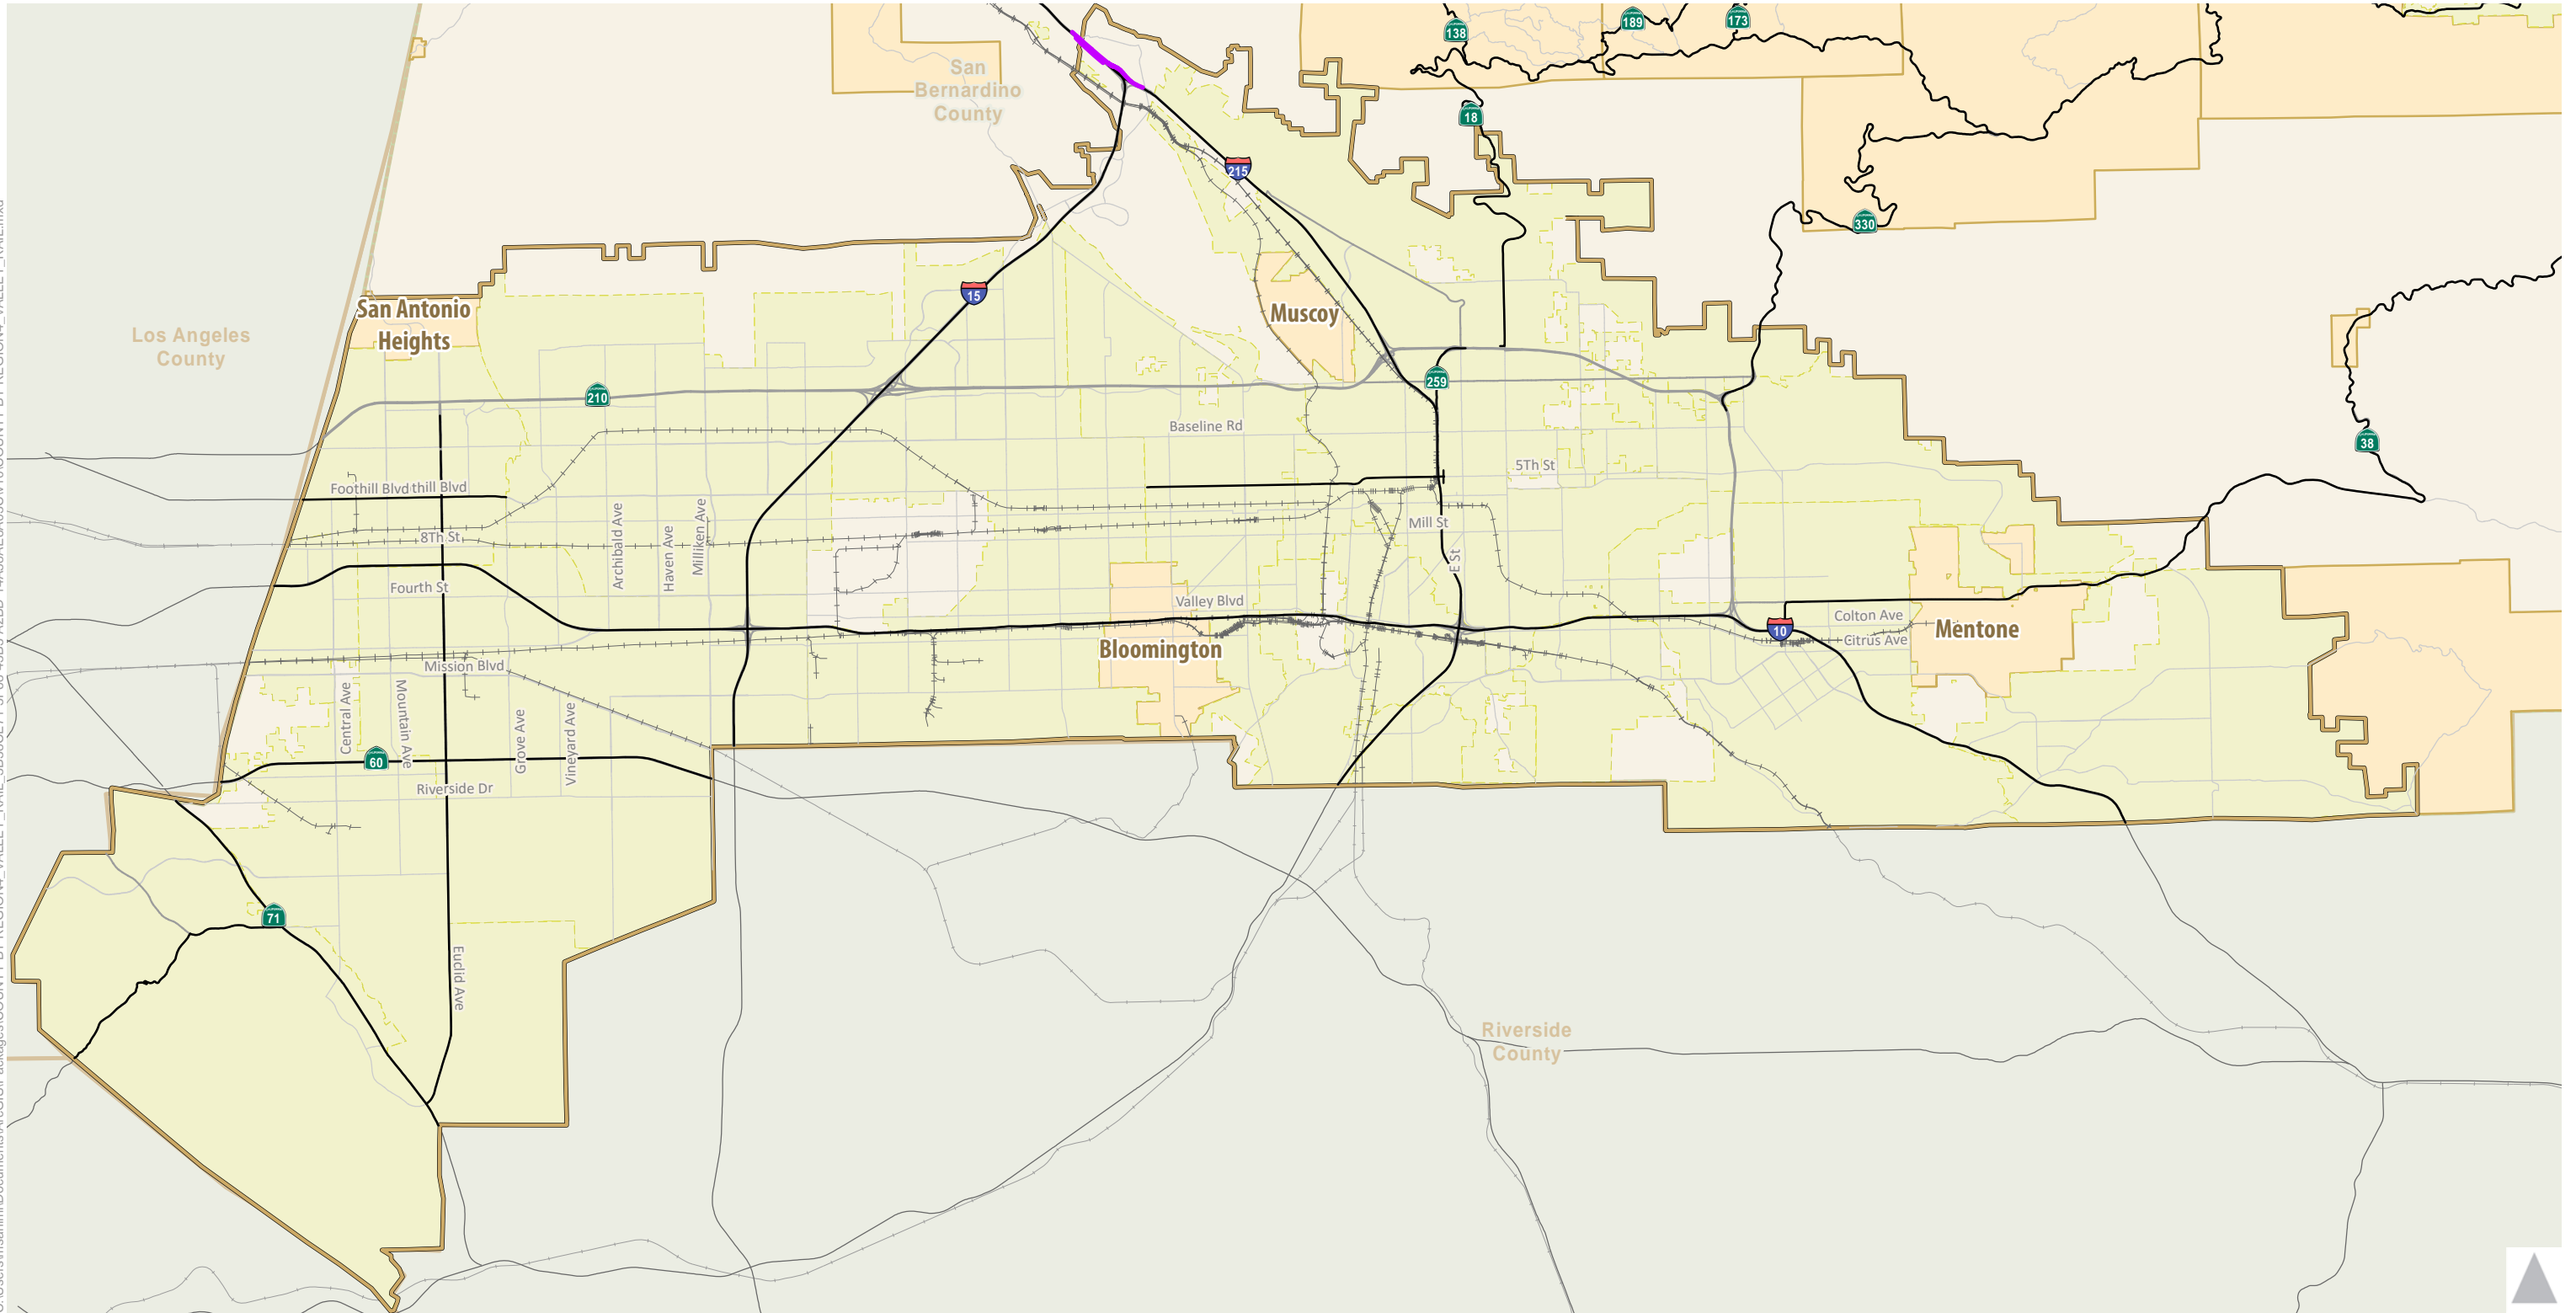 138
189
173
San
Bernardino
County
18
215
330
15
San Antonio
Heights
Muscoy
Los Angeles
County
259
210
Baseline Rd
38
5Th St
Foothill Blvd
thill Blvd
Archibald Ave
Haven Ave
Milliken Ave
Mill St
8Th St
E St
Fourth St
Valley Blvd
Colton Ave
10
Citrus Ave
Mentone
Bloomington
Mission Blvd
Central Ave
Mountain Ave
Grove Ave
Vineyard Ave
60
Riverside Dr
71
Euclid Ave
Riverside
County